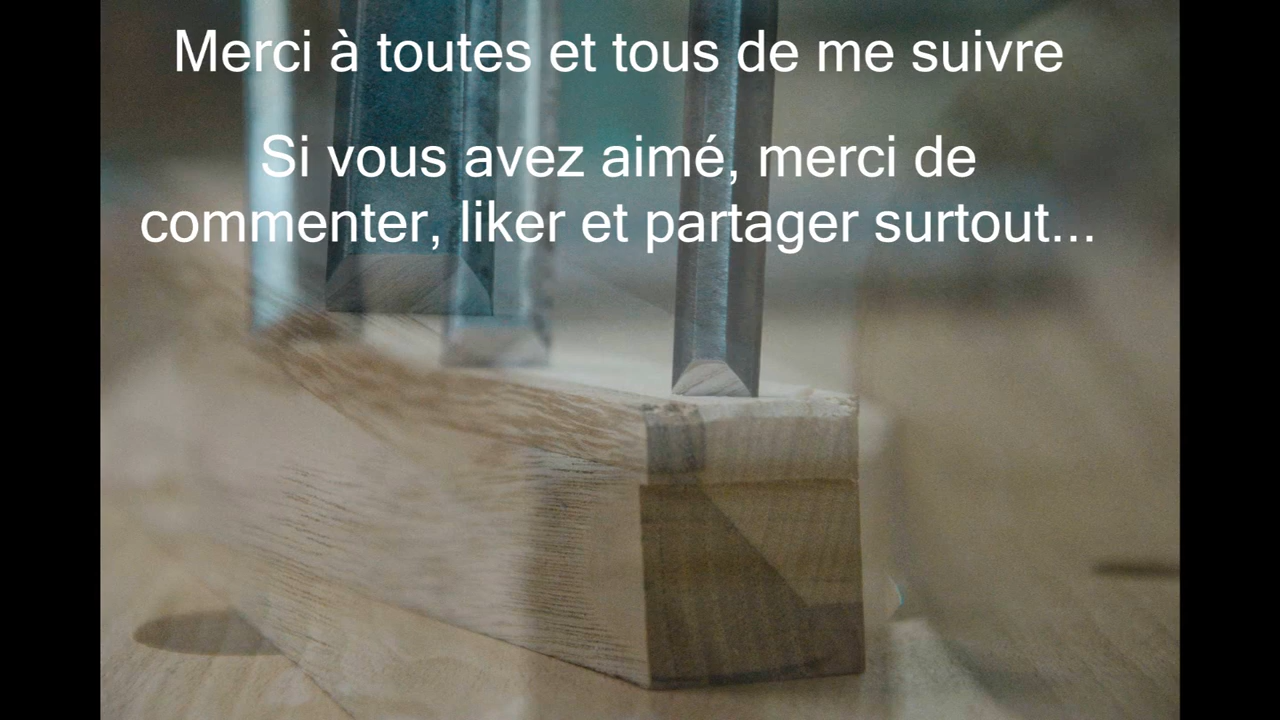 Merci à toutes et tous de me suivre
Si vous avez aimé, merci de
commenter, liker et partager surtout...